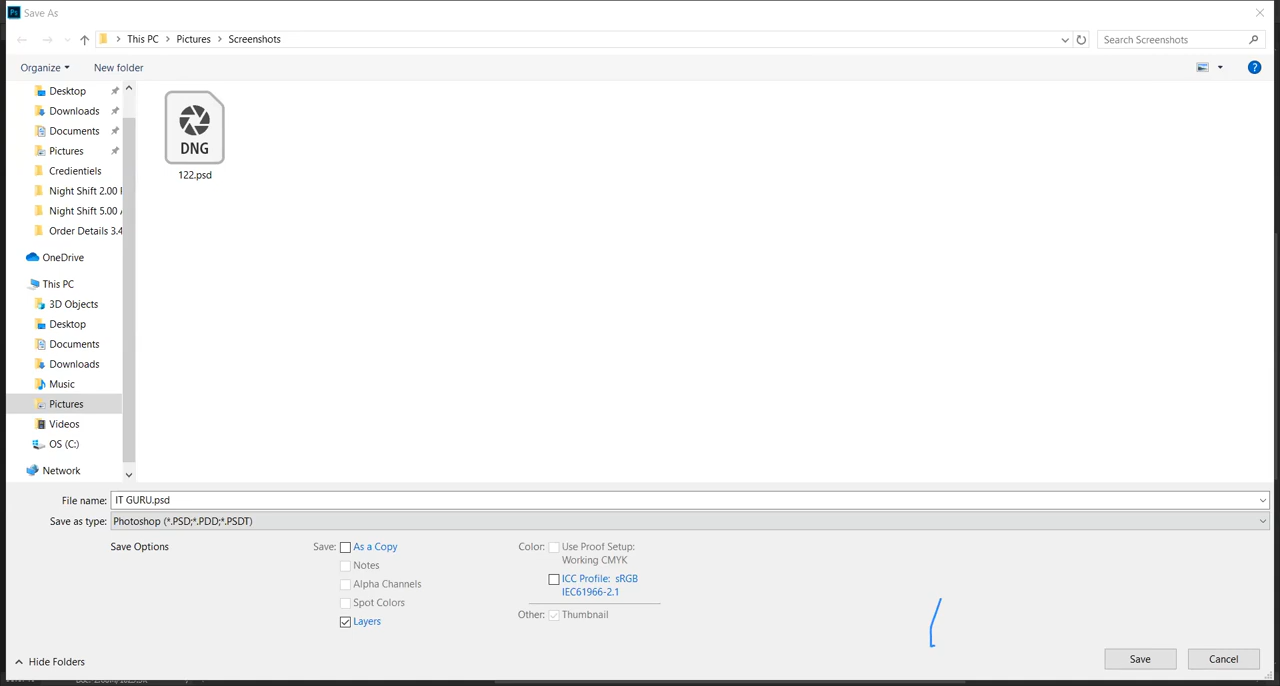 Ps Save As
This PC > Pictures > Screenshots
Search Screenshots
Organize
New folder
?
Desktop
Downloads
Documents
Pictures
Credentiels
Night Shift 2.00
Night Shift 5.00
Order Details 3.4
OneDrive
This PC
3D Objects
Desktop
Documents
Downloads
Music
Pictures
Videos
OS (C:)
Network
DNG
122.psd
File name: IT GURU.psd
Save as type: Photoshop (*.PSD;*.PDD;*.PSDT)
Save Options
Save: As a Copy
Notes
Alpha Channels
Spot Colors
Layers
Color: Use Proof Setup:
Working CMYK
ICC Profile: sRGB
IEC61966-2.1
Other: Thumbnail
Hide Folders
Save
Cancel